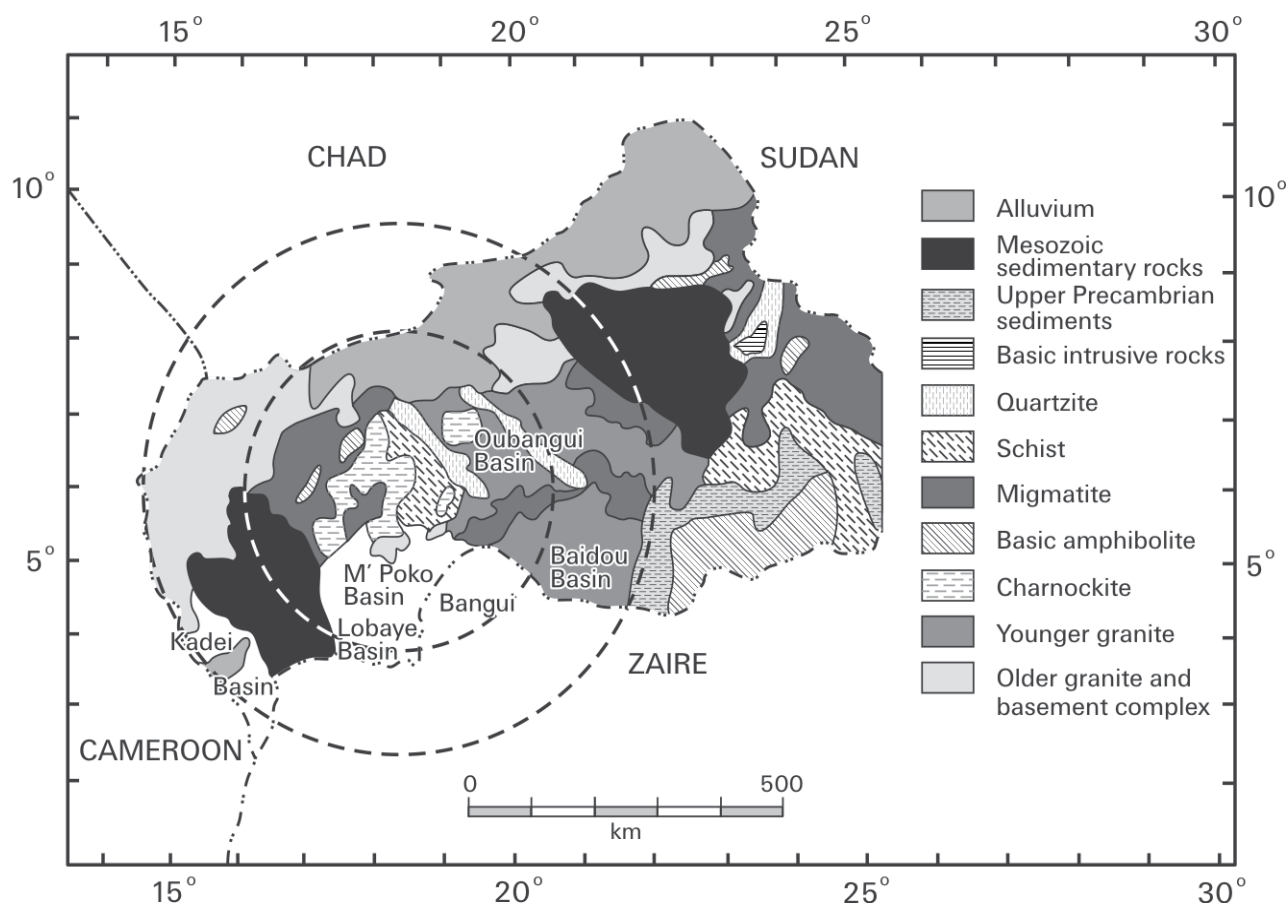 15°
20°
25°
30°
CHAD
SUDAN
10°
10°
Alluvium
Mesozoic
sedimentary rocks
Upper Precambrian
sediments
Basic intrusive rocks
Quartzite
Schist
Migmatite
Basic amphibolite
Charnockite
Younger granite
Older granite and
basement complex
Oubangui
Basin
5°
5°
Baidou
Basin
M' Poko
Basin
Bangui
Lobaye
Basin
Kadei
Basin
ZAIRE
CAMEROON
0
500
km
15°
20°
25°
30°